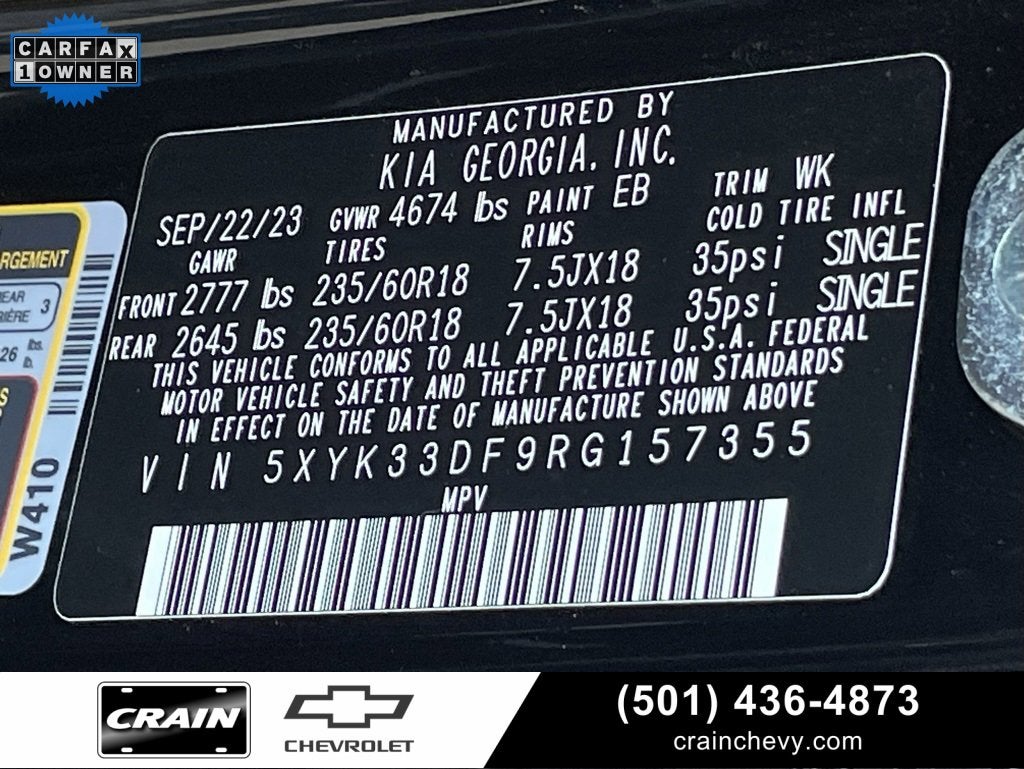 CARFAX
1 OWNER
MANUFACTURED BY
KIA GEORGIA, INC.
SEP/22/23 GVWR 4674 lbs PAINT EB TRIM WK
GAWR TIRES RIMS COLD TIRE INFL
FRONT 2777 lbs 235/60R18 7.5JX18 35psi SINGLE
REAR 2645 lbs 235/60R18 7.5JX18 35psi SINGLE
THIS VEHICLE CONFORMS TO ALL APPLICABLE U.S.A. FEDERAL
MOTOR VEHICLE SAFETY AND THEFT PREVENTION STANDARDS
IN EFFECT ON THE DATE OF MANUFACTURE SHOWN ABOVE
VIN 5XYK33DF9RG157355
MPV
3
W410
CRAIN
CHEVROLET
(501) 436-4873
crainchevy.com